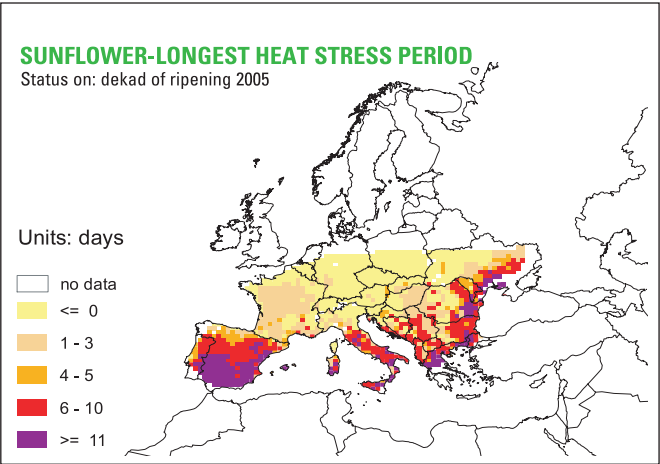 SUNFLOWER-LONGEST HEAT STRESS PERIOD
Status on: dekad of ripening 2005
Units: days
no data
<= 0
1 - 3
4 - 5
6 - 10
>= 11